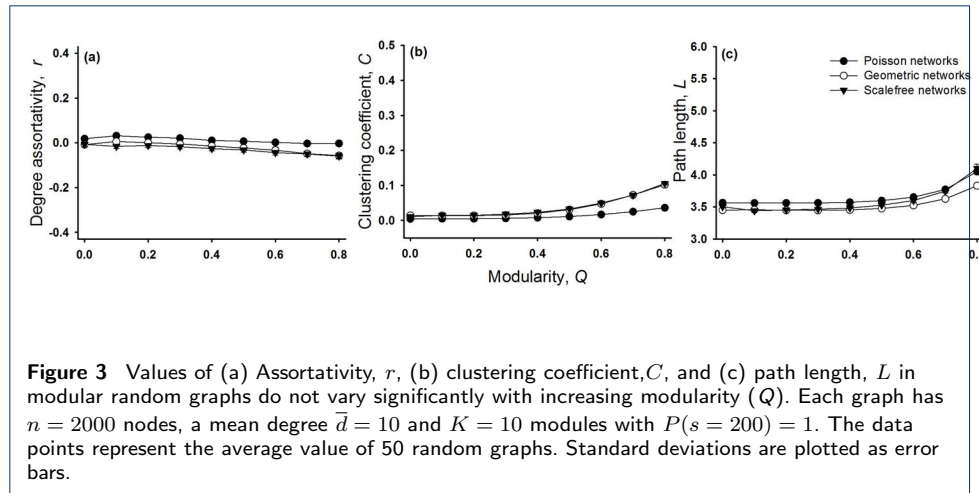 (a)
Degree assortativity, r
0.4
0.2
0.0
-0.2
-0.4
0.0 0.2 0.4 0.6 0.8
(b)
Clustering coefficient, C
0.5
0.4
0.3
0.2
0.1
0.0
0.0 0.2 0.4 0.6 0.8
Modularity, Q
(c)
Path length, L
6.0
5.5
5.0
4.5
4.0
3.5
3.0
0.0 0.2 0.4 0.6 0.8
Poisson networks
Geometric networks
Scalefree networks
Figure 3 Values of (a) Assortativity, r, (b) clustering coefficient,C, and (c) path length, L in
modular random graphs do not vary significantly with increasing modularity (Q). Each graph has
n = 2000 nodes, a mean degree d̅ = 10 and K = 10 modules with P(s = 200) = 1. The data
points represent the average value of 50 random graphs. Standard deviations are plotted as error
bars.